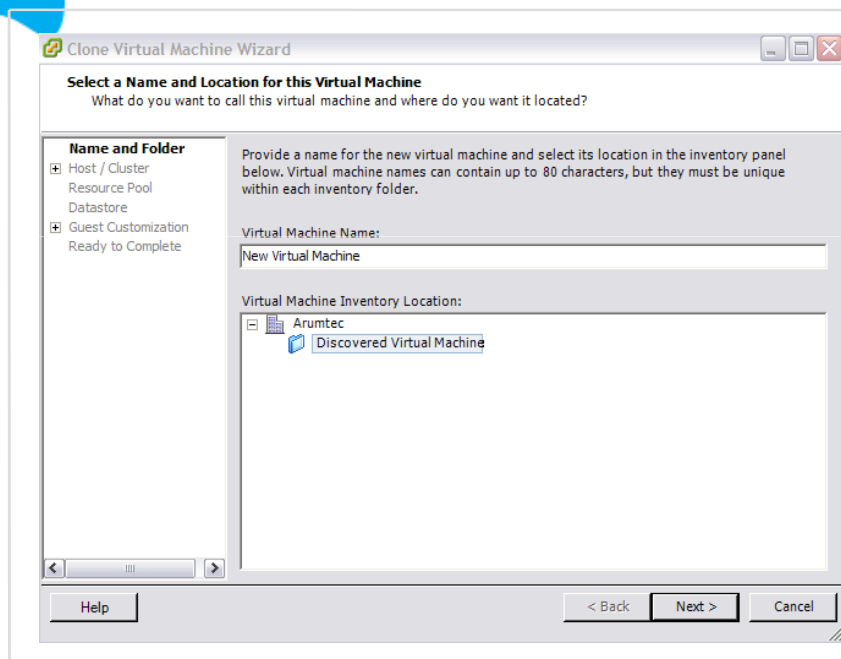 Clone Virtual Machine Wizard
Select a Name and Location for this Virtual Machine
What do you want to call this virtual machine and where do you want it located?
Name and Folder
Host / Cluster
Resource Pool
Datastore
Guest Customization
Ready to Complete
Provide a name for the new virtual machine and select its location in the inventory panel
below. Virtual machine names can contain up to 80 characters, but they must be unique
within each inventory folder.
Virtual Machine Name:
New Virtual Machine
Virtual Machine Inventory Location:
Arumtec
Discovered Virtual Machine
Help
< Back
Next >
Cancel